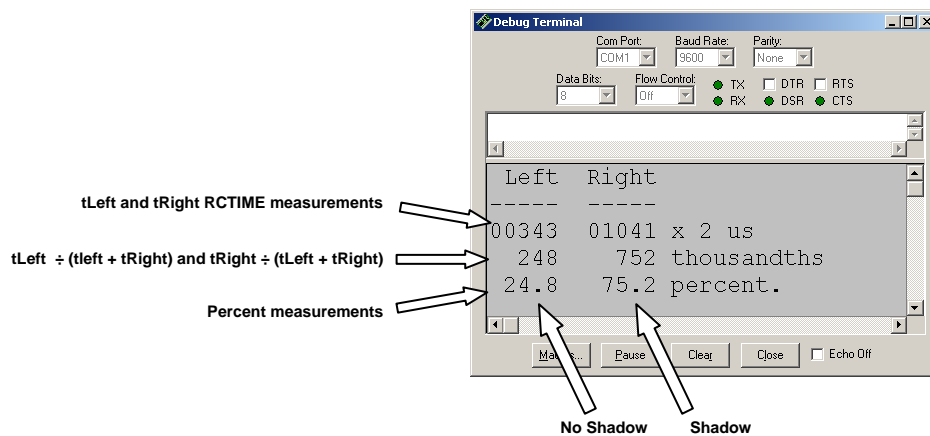 Debug Terminal
Com Port: Baud Rate: Parity:
COM1 9600 None
Data Bits: Flow Control: TX DTR RTS
8 Off RX DSR CTS
Left Right
----- -----
tLeft and tRight RCTIME measurements
00343 01041 x 2 us
tLeft ÷ (tleft + tRight) and tRight ÷ (tLeft + tRight)
248 752 thousandths
24.8 75.2 percent.
Percent measurements
Pause Clear Close Echo Off
No Shadow Shadow